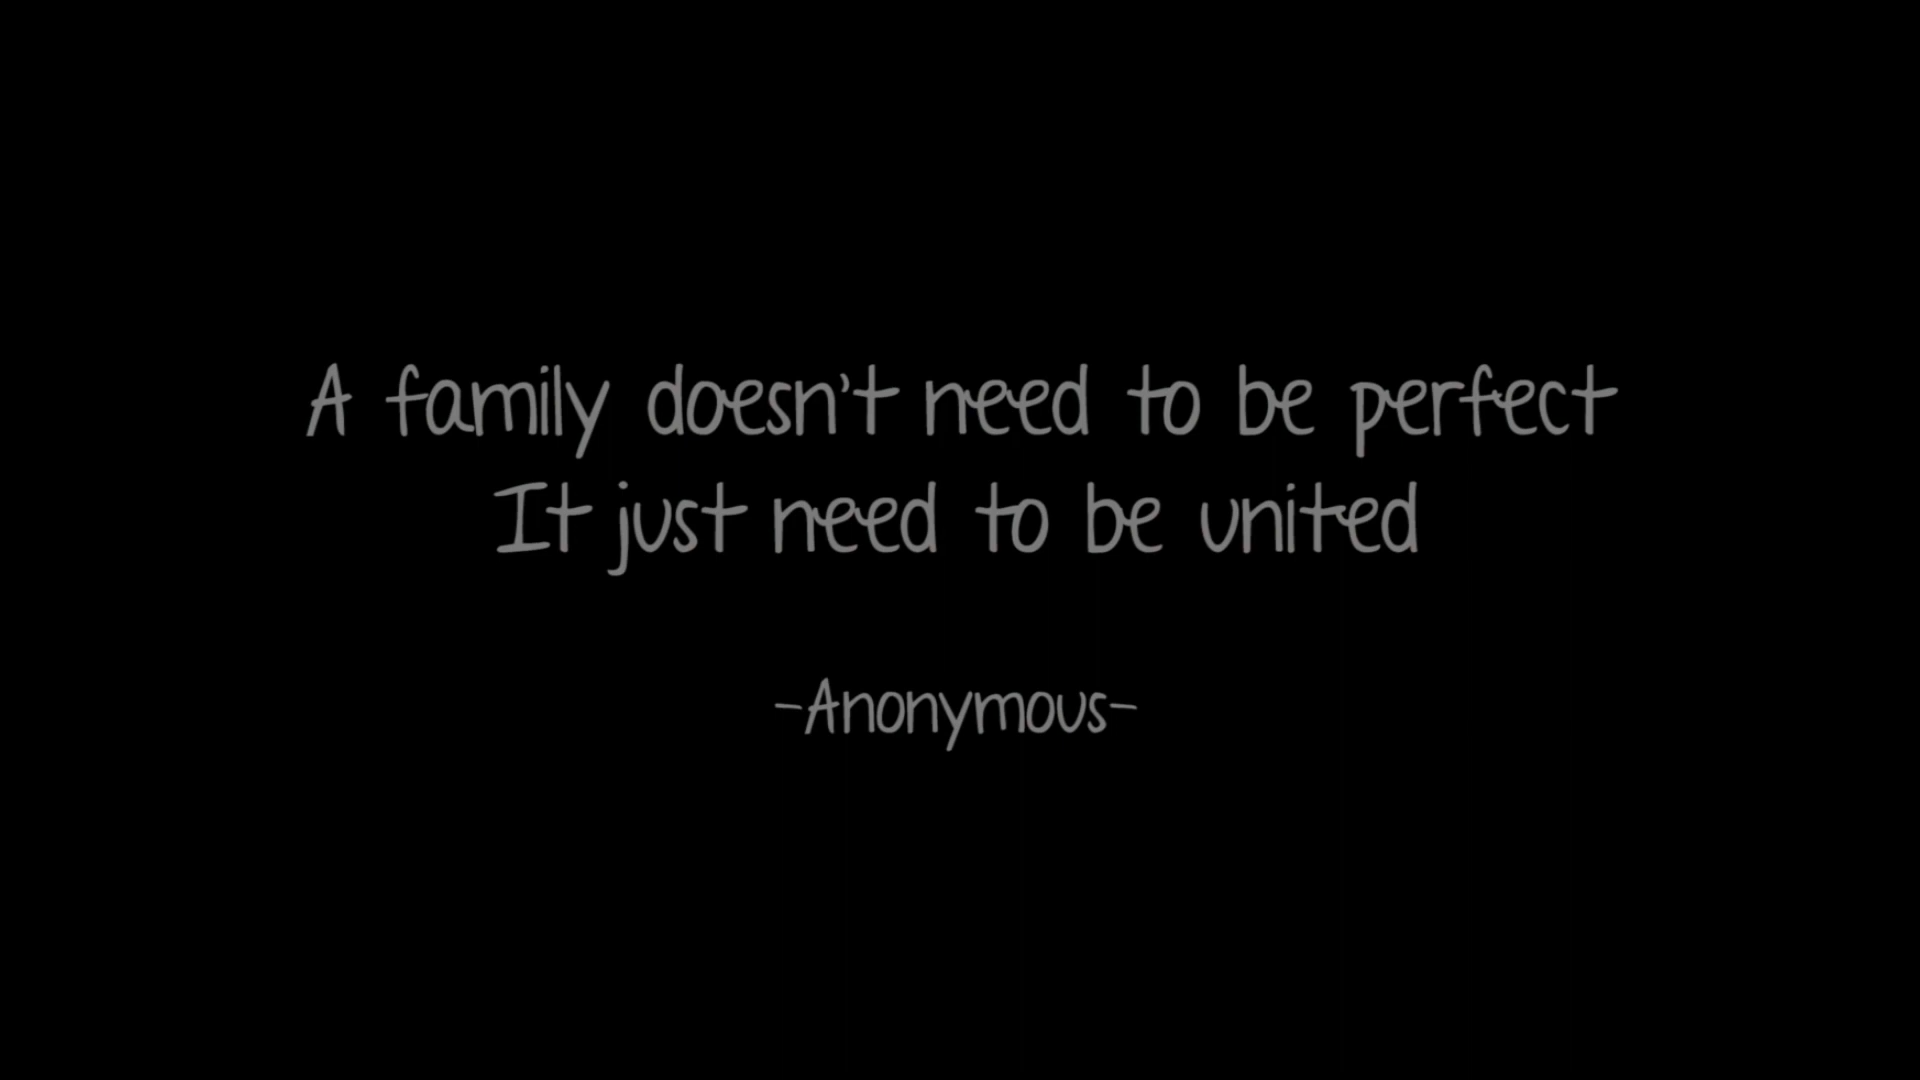 A family doesn't need to be perfect
It just need to be united
-Anonymous-